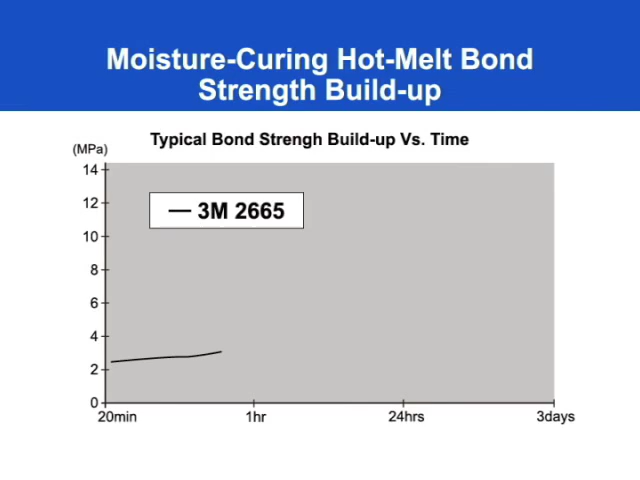 Moisture-Curing Hot-Melt Bond
Strength Build-up
Typical Bond Strengh Build-up Vs. Time
(MPa)
14
12
10
8
6
4
2
0
— 3M 2665
20min
1hr
24hrs
3days